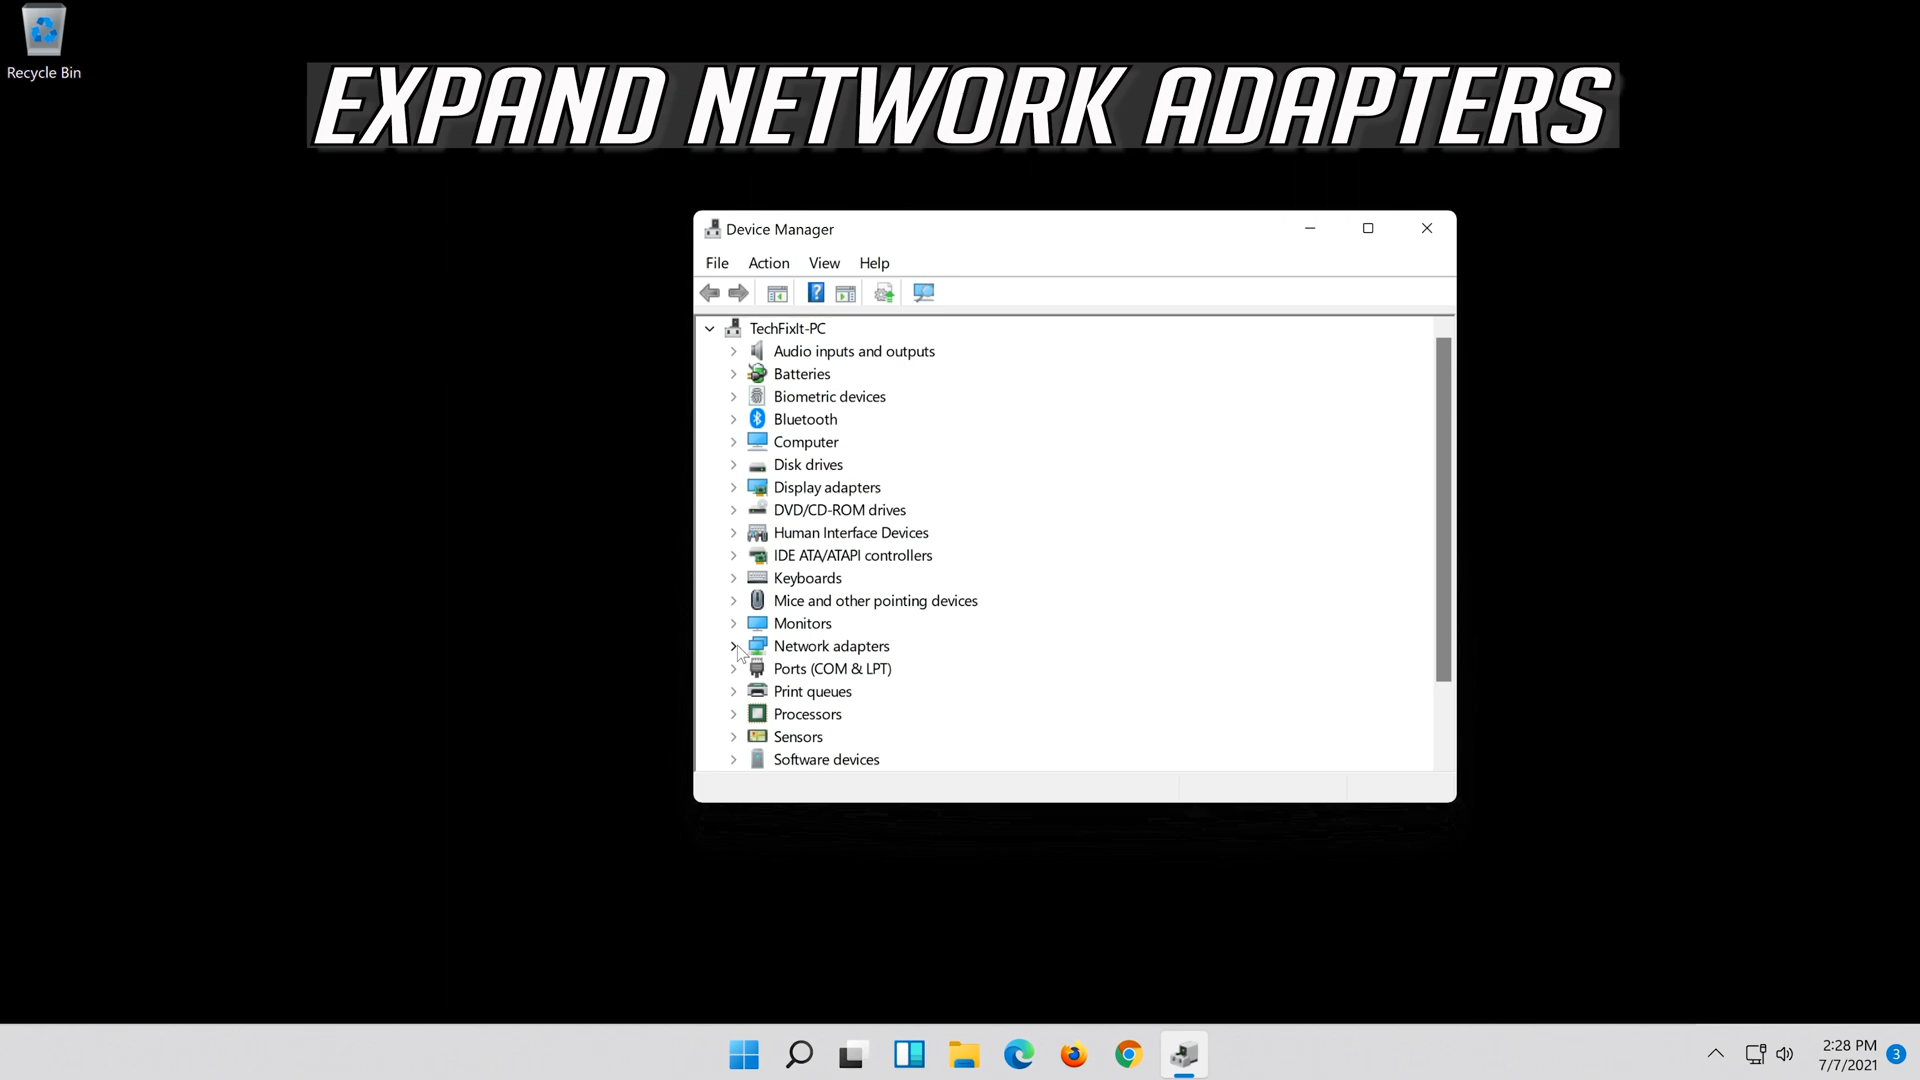 Recycle Bin
EXPAND NETWORK ADAPTERS
Device Manager
File Action View Help
TechFixIt-PC
Audio inputs and outputs
Batteries
Biometric devices
Bluetooth
Computer
Disk drives
Display adapters
DVD/CD-ROM drives
Human Interface Devices
IDE ATA/ATAPI controllers
Keyboards
Mice and other pointing devices
Monitors
Network adapters
Ports (COM & LPT)
Print queues
Processors
Sensors
Software devices
2:28 PM
7/7/2021
3